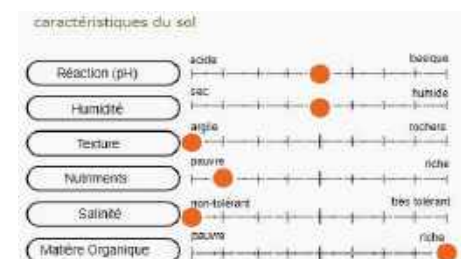 caractéristiques du sol
acide basique
Réaction (pH)
sec humide
Humidité
argile rochers
Texture
pauvre riche
Nutriments
non-tolérant très tolérant
Salinité
pauvre riche
Matière Organique